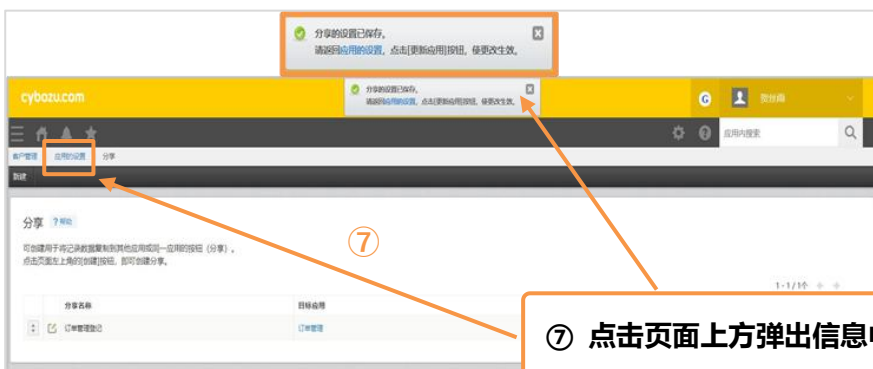 分享的设置已保存。
请返回应用的设置，点击[更新应用]按钮，使更改生效。
cybozu.com
分享的设置已保存。
请返回应用的设置，点击[更新应用]按钮，使更改生效。
G
应用内搜索
客户管理 应用的设置 分享
新建
分享 ?帮助
可创建用于将记录数据复制到其他应用或同一应用的按钮（分享）。
点击页面左上角的[创建]按钮，即可创建分享。
⑦
1-1/1个
分享名称 目标应用
订单管理登记 订单管理
⑦ 点击页面上方弹出信息